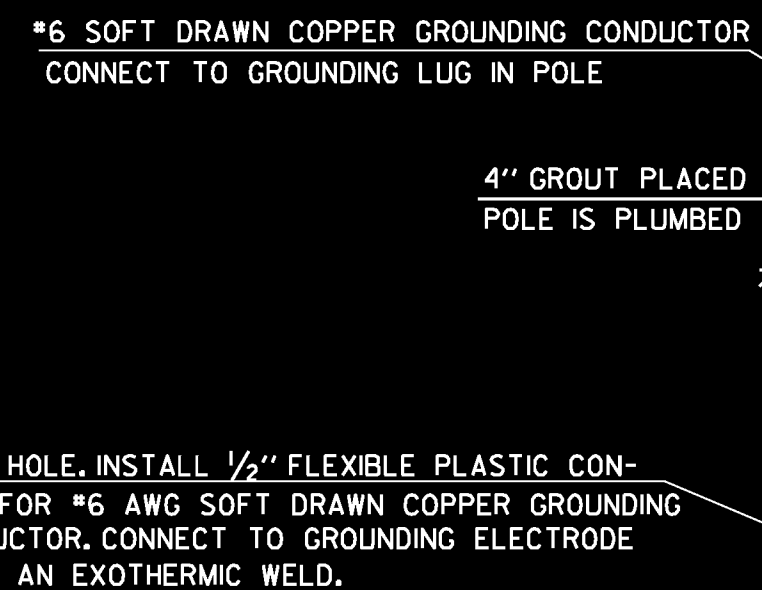 #6 SOFT DRAWN COPPER GROUNDING CONDUCTOR
CONNECT TO GROUNDING LUG IN POLE
4" GROUT PLACED
POLE IS PLUMBED
HOLE. INSTALL 1/2" FLEXIBLE PLASTIC CON-
FOR #6 AWG SOFT DRAWN COPPER GROUNDING
UCTOR. CONNECT TO GROUNDING ELECTRODE
AN EXOTHERMIC WELD.